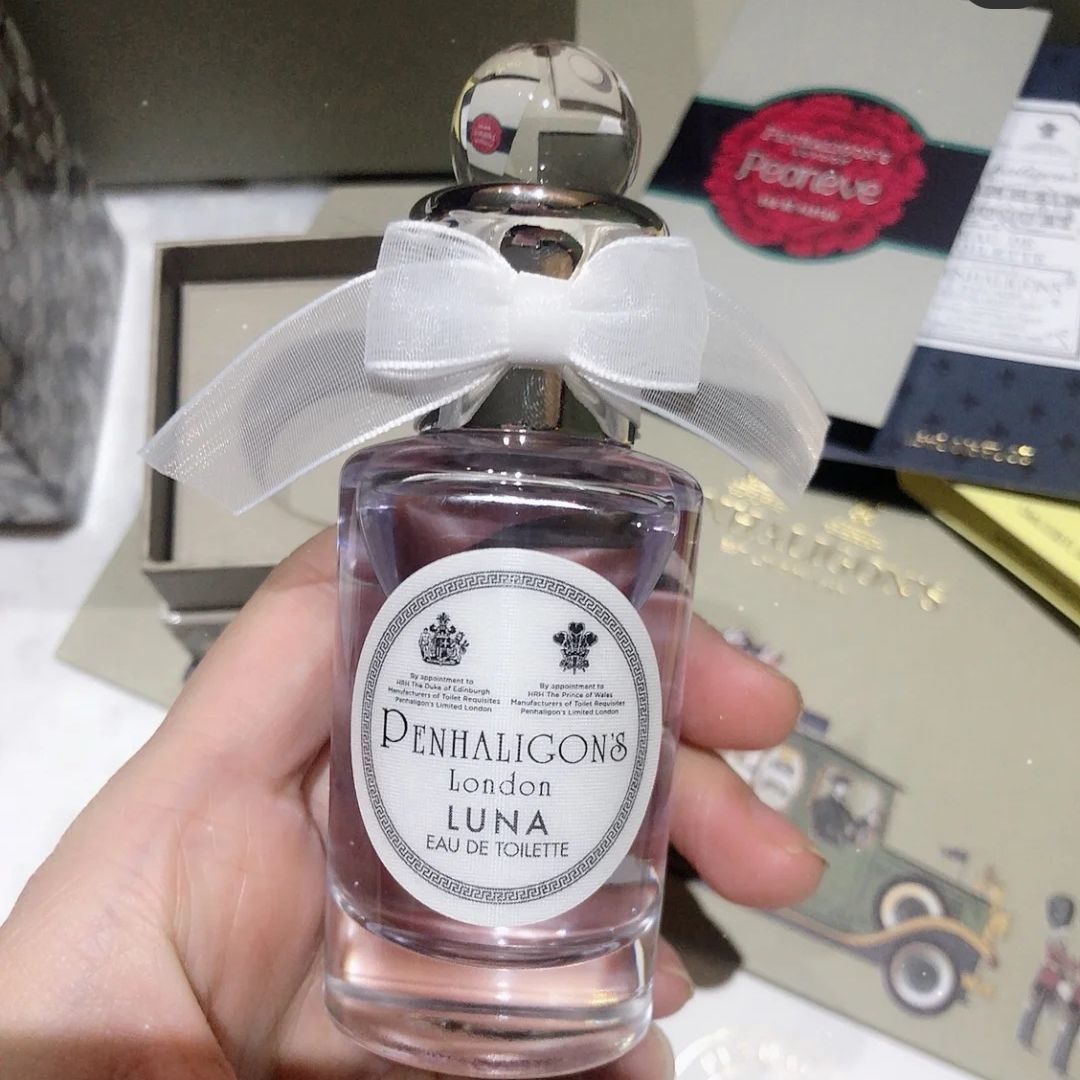 PENHALIGON'S
Peonève
By appointment to
HRH The Duke of Edinburgh
Manufacturers of Toilet Requisites
Penhaligon's Limited London
By appointment to
HRH The Prince of Wales
Manufacturers of Toilet Requisites
Penhaligon's Limited London
PENHALIGON'S
London
LUNA
EAU DE TOILETTE